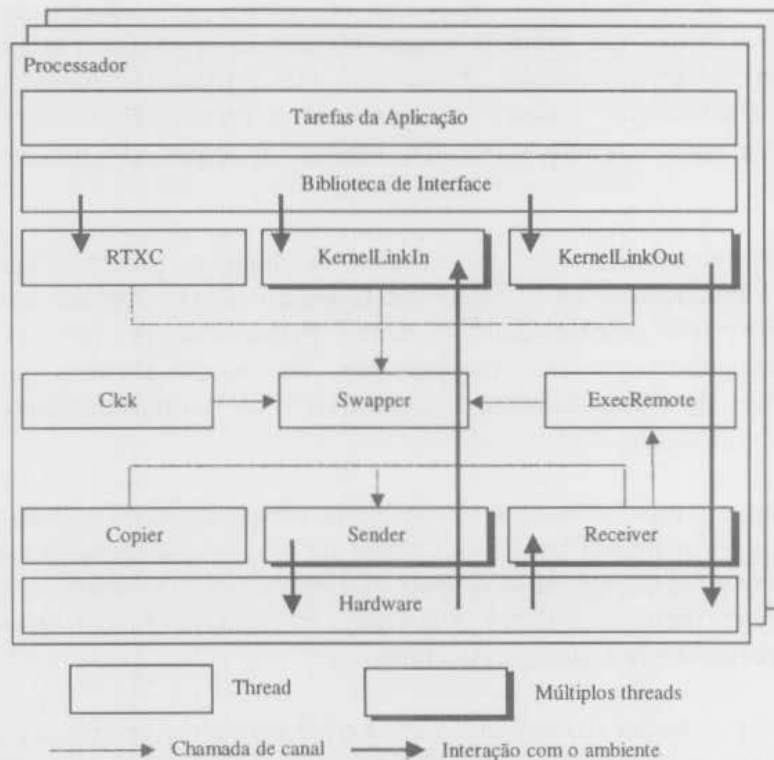 Processador
Tarefas da Aplicação
Biblioteca de Interface
RTXC
KernelLinkIn
KernelLinkOut
Clck
Swapper
ExecRemote
Copier
Sender
Receiver
Hardware
Thread
Múltiplos threads
Chamada de canal
Interação com o ambiente